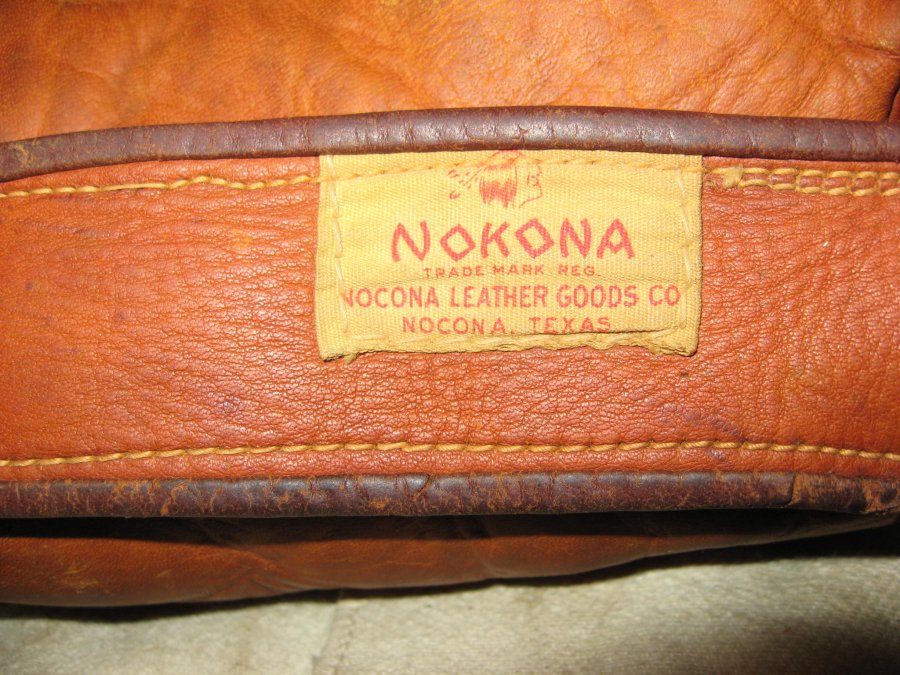 NOKONA
TRADE MARK REG.
NOCONA LEATHER GOODS CO
NOCONA, TEXAS